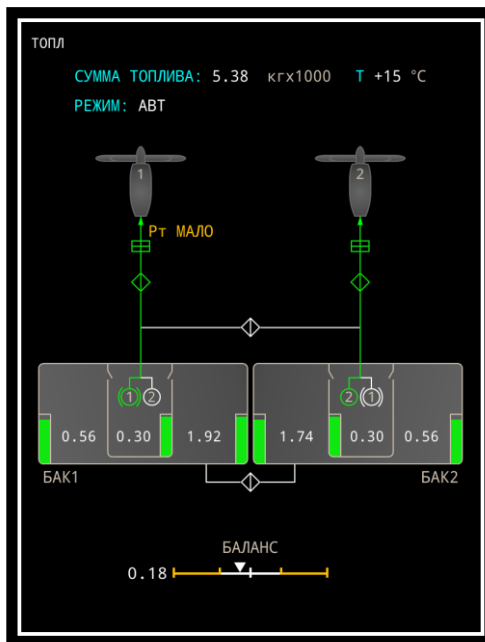 ТОПЛ
СУММА ТОПЛИВА: 5.38 кгх1000 Т +15 °C
РЕЖИМ: АВТ
1 2
Рт МАЛО
1 2 2 1
0.56 0.30 1.92 1.74 0.30 0.56
БАК1 БАК2
БАЛАНС
0.18